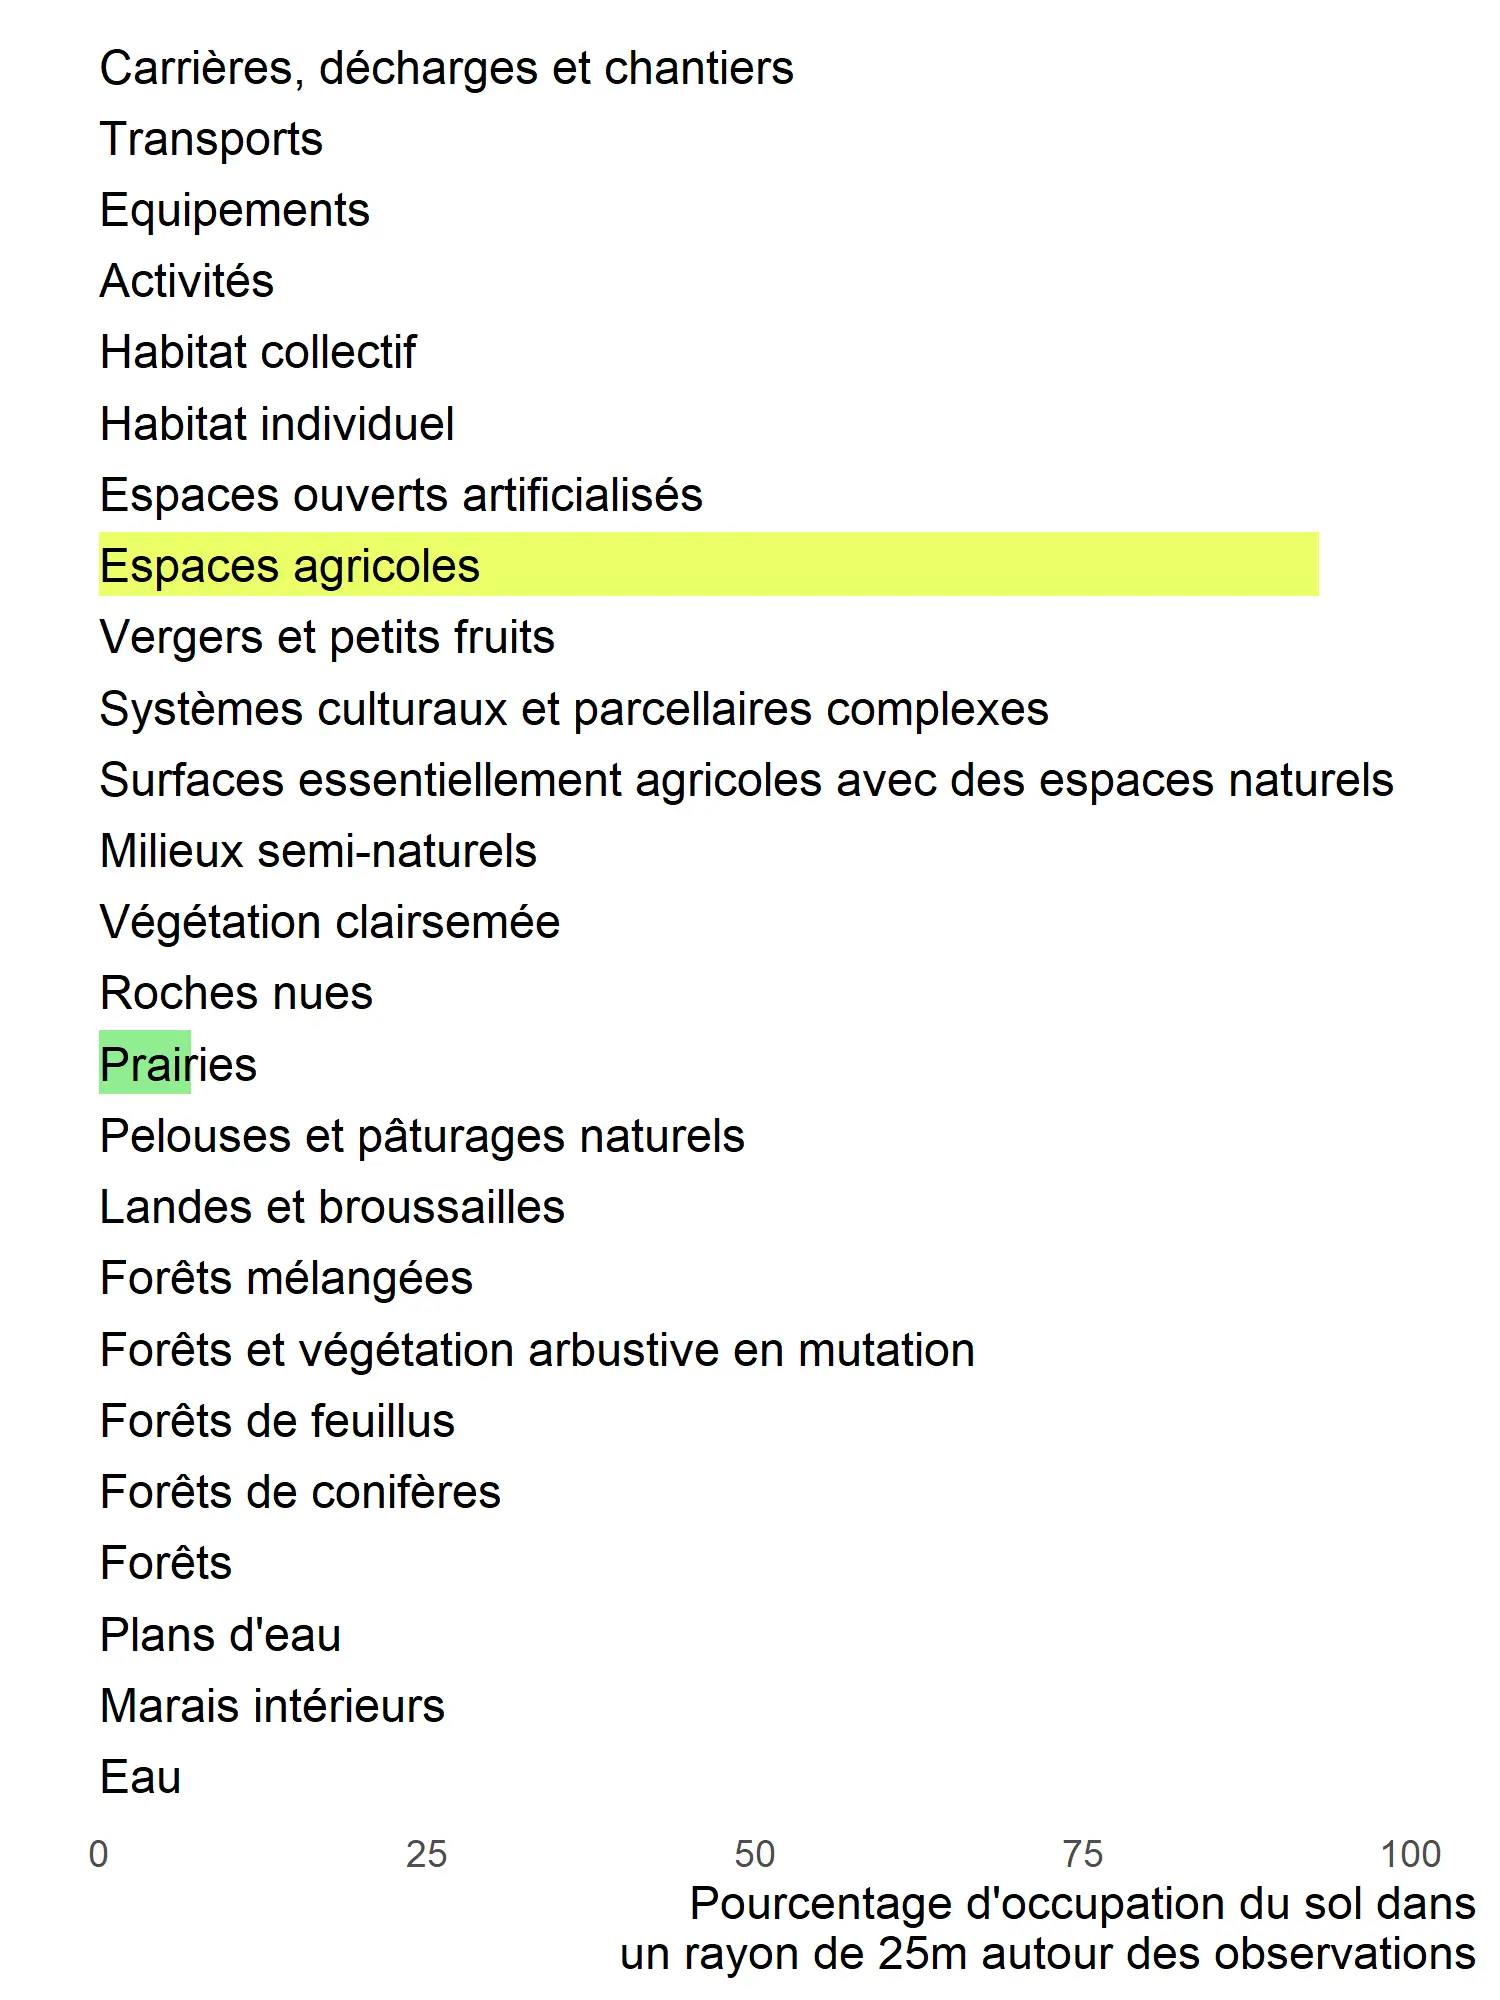 Carrières, décharges et chantiers
Transports
Equipements
Activités
Habitat collectif
Habitat individuel
Espaces ouverts artificialisés
Espaces agricoles
Vergers et petits fruits
Systèmes culturaux et parcellaires complexes
Surfaces essentiellement agricoles avec des espaces naturels
Milieux semi-naturels
Végétation clairsemée
Roches nues
Prairies
Pelouses et pâturages naturels
Landes et broussailles
Forêts mélangées
Forêts et végétation arbustive en mutation
Forêts de feuillus
Forêts de conifères
Forêts
Plans d'eau
Marais intérieurs
Eau
0 25 50 75 100
Pourcentage d'occupation du sol dans
un rayon de 25m autour des observations